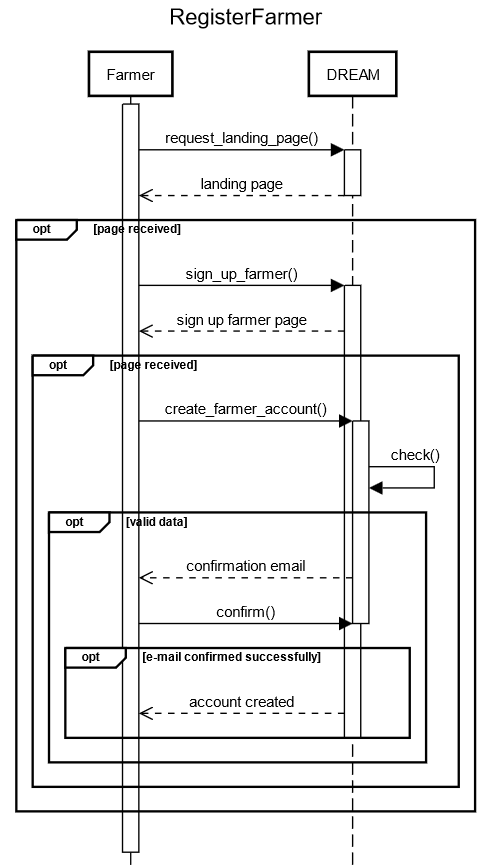 RegisterFarmer
Farmer
DREAM
request_landing_page()
landing page
opt
[page received]
sign_up_farmer()
sign up farmer page
opt
[page received]
create_farmer_account()
check()
opt
[valid data]
confirmation email
confirm()
opt
[e-mail confirmed successfully]
account created